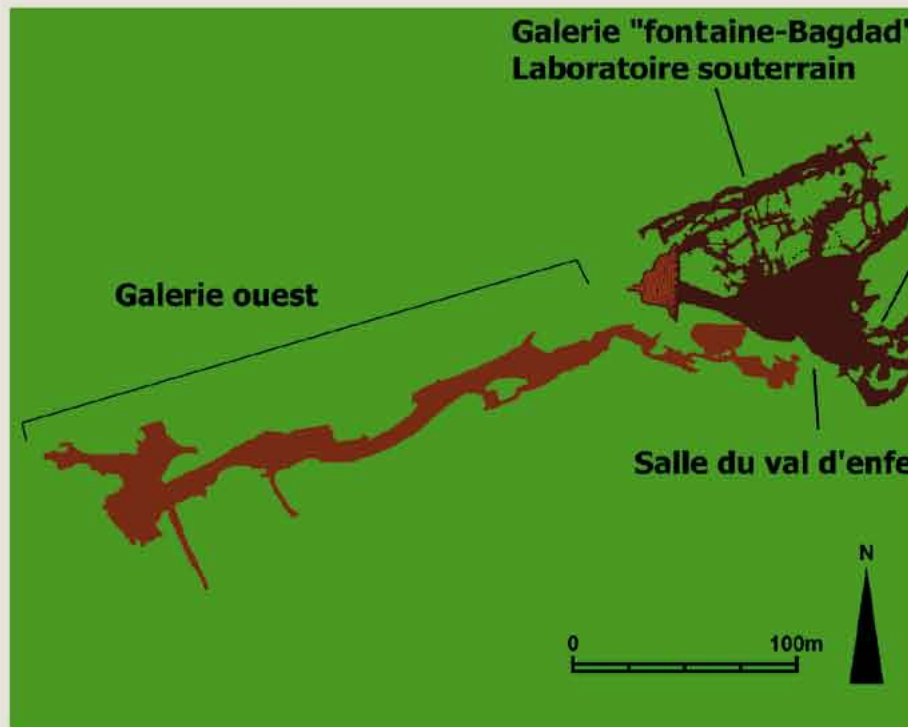 Galerie "fontaine-Bagdad"
Laboratoire souterrain
Galerie ouest
Salle du val d'enfe
N
0 100m